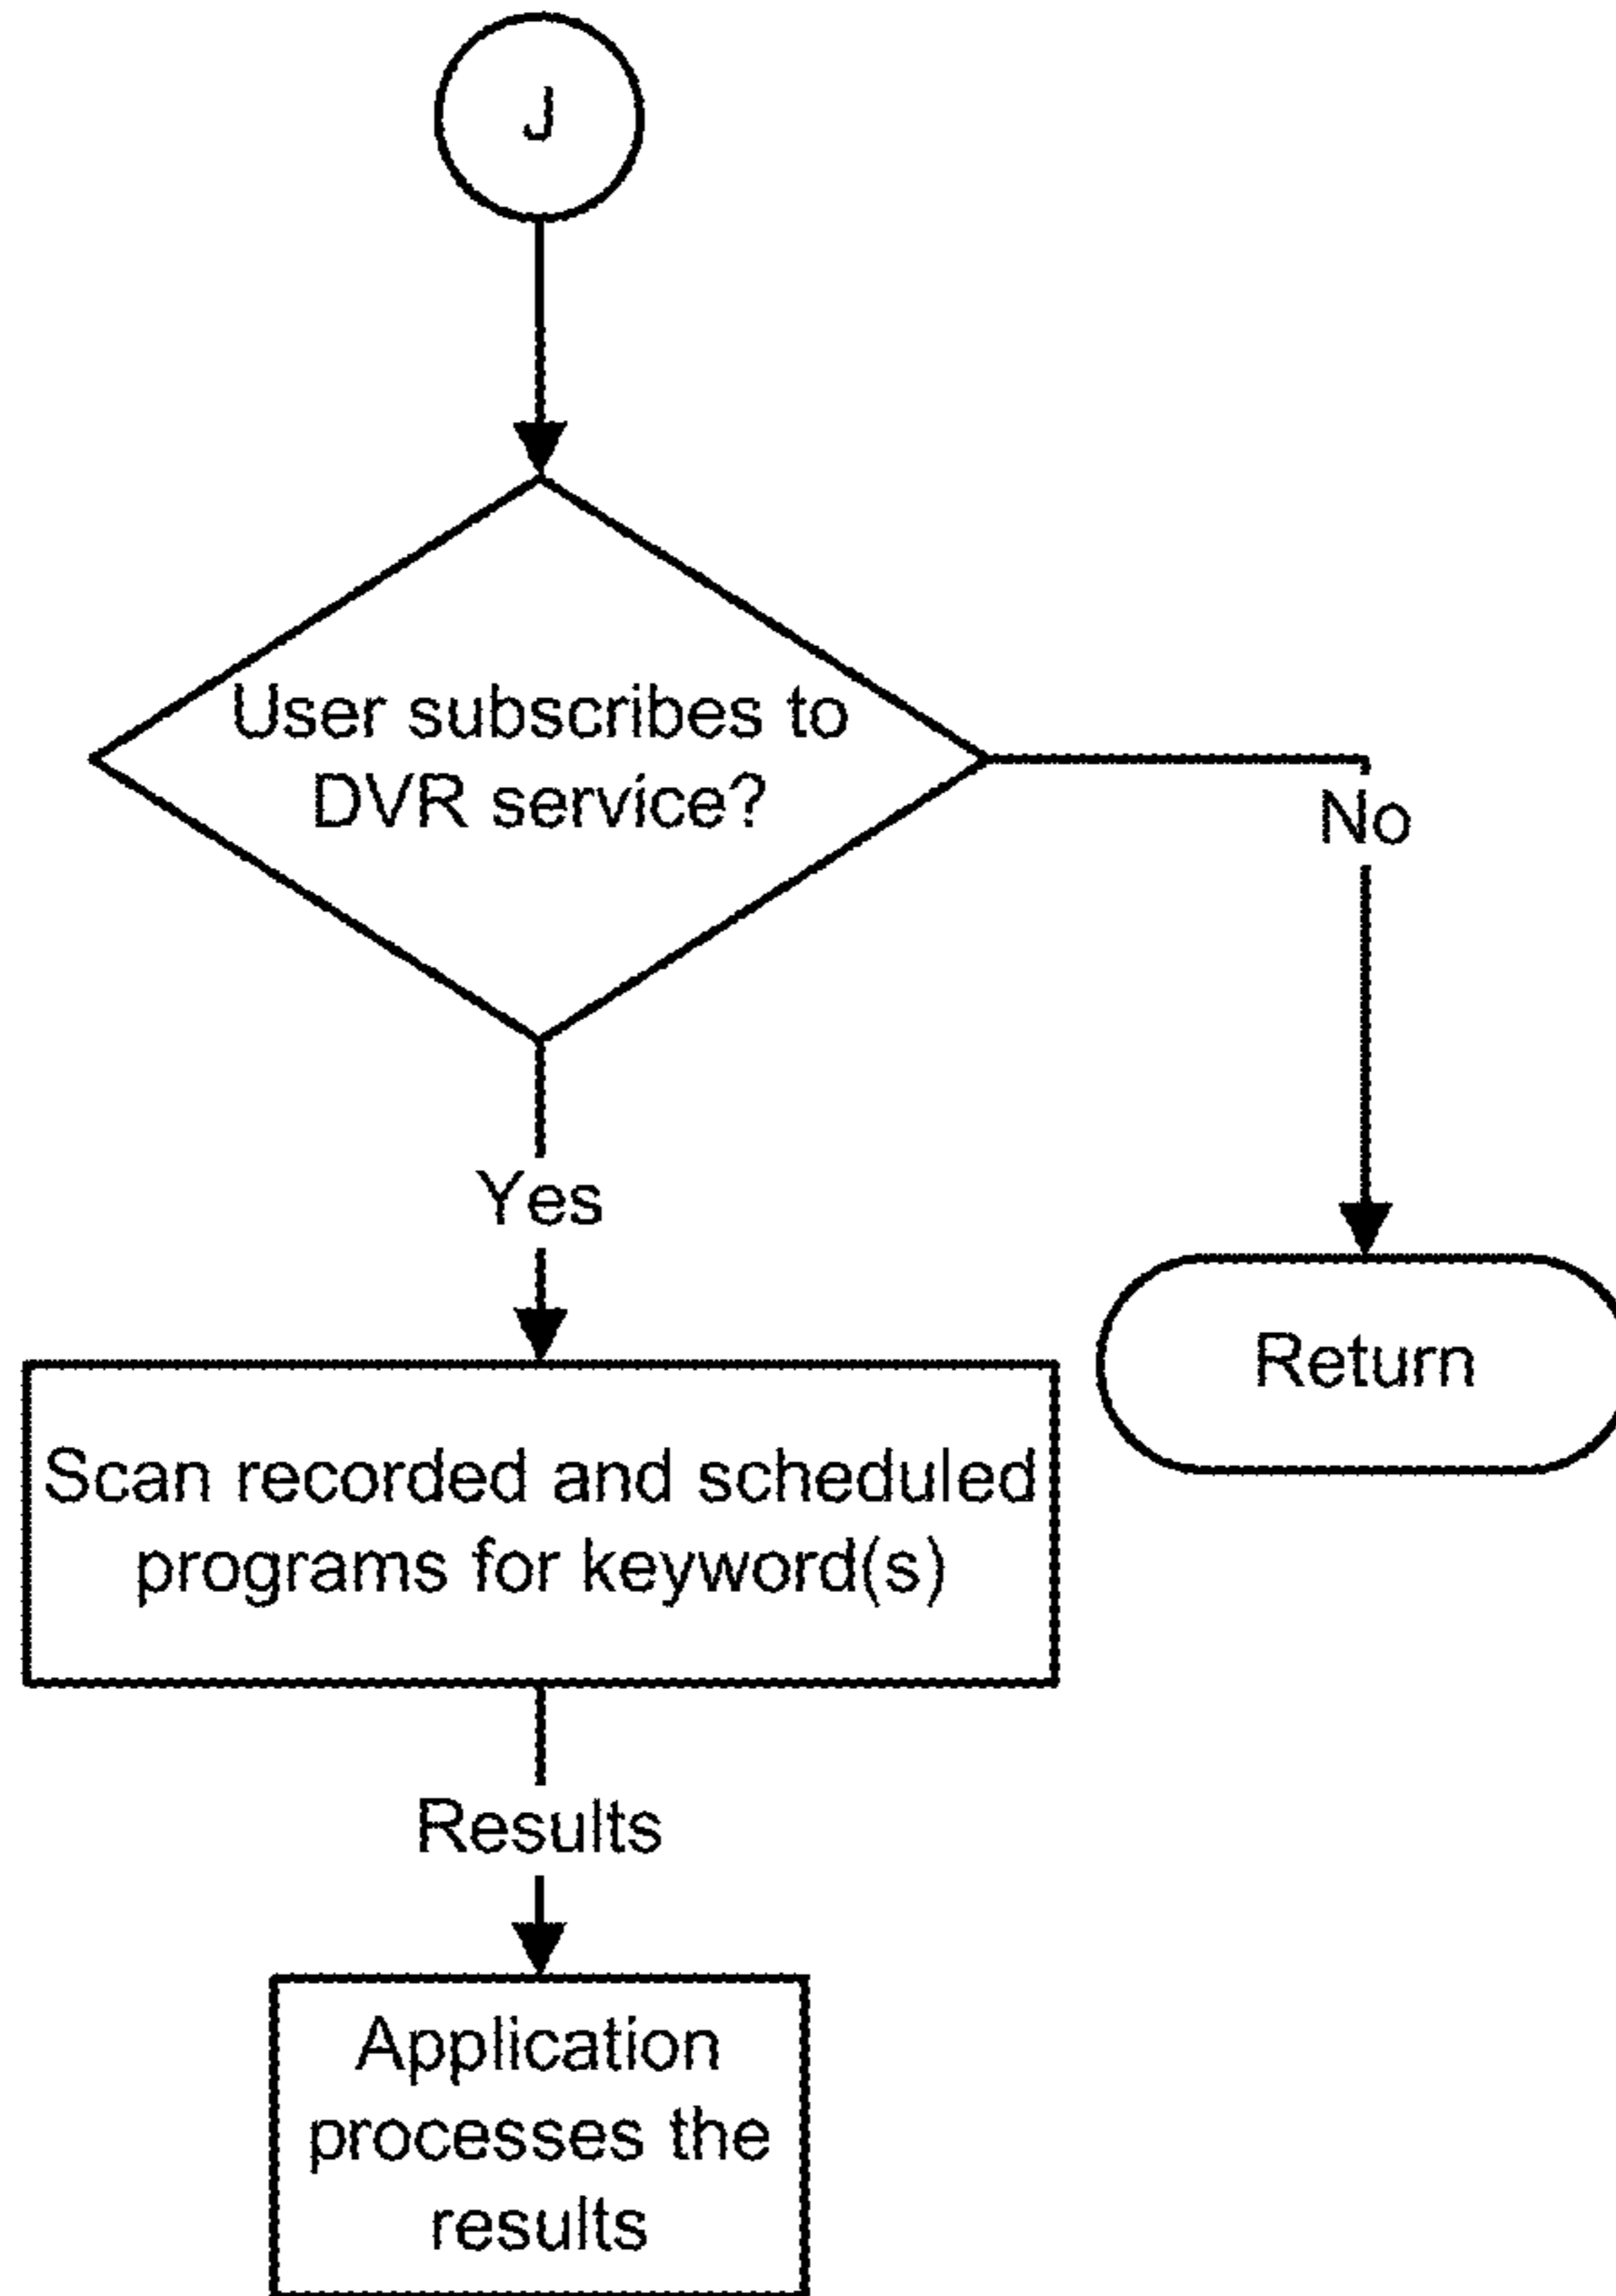 J
User subscribes to
DVR service?
No
Yes
Return
Scan recorded and scheduled
programs for keyword(s)
Results
Application
processes the
results